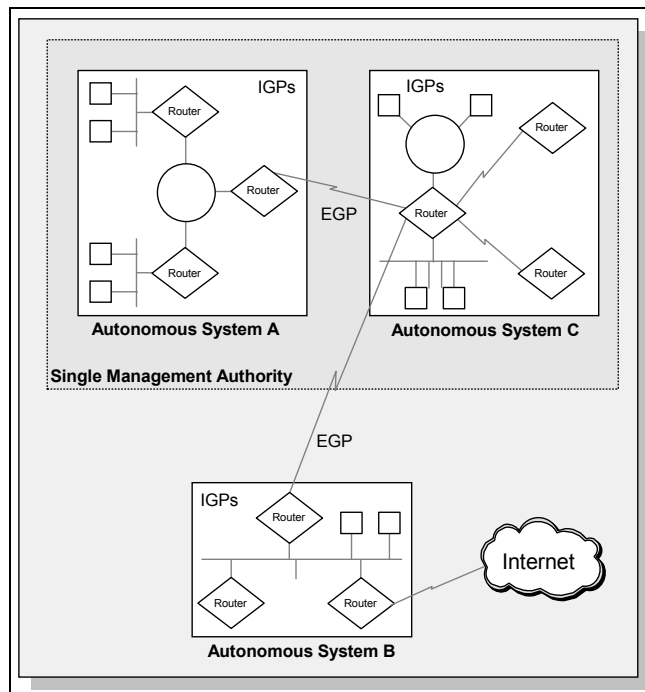 IGPs
Router
Router
Router
Autonomous System A
IGPs
Router
Router
Router
Autonomous System C
EGP
Single Management Authority
EGP
IGPs
Router
Router
Router
Internet
Autonomous System B